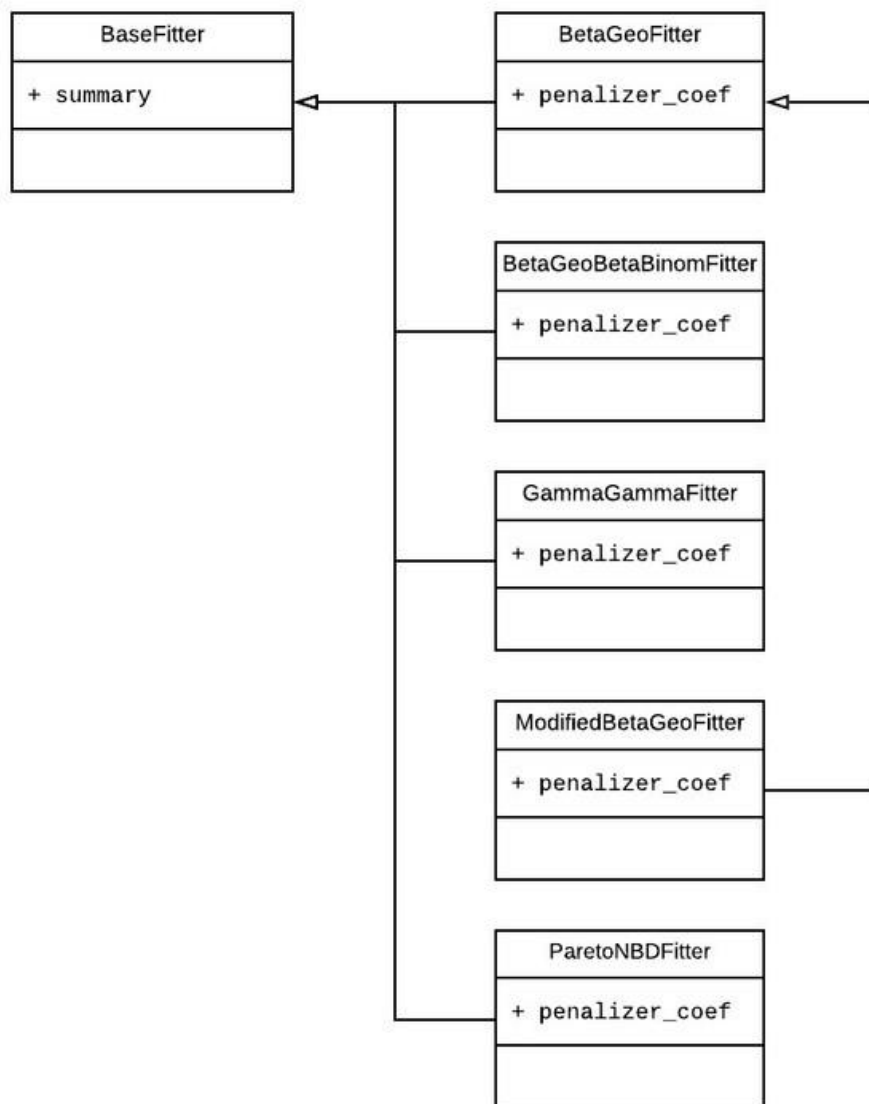 BaseFitter
+ summary
BetaGeoFitter
+ penalizer_coef
BetaGeoBetaBinomFitter
+ penalizer_coef
GammaGammaFitter
+ penalizer_coef
ModifiedBetaGeoFitter
+ penalizer_coef
ParetoNBDFitter
+ penalizer_coef